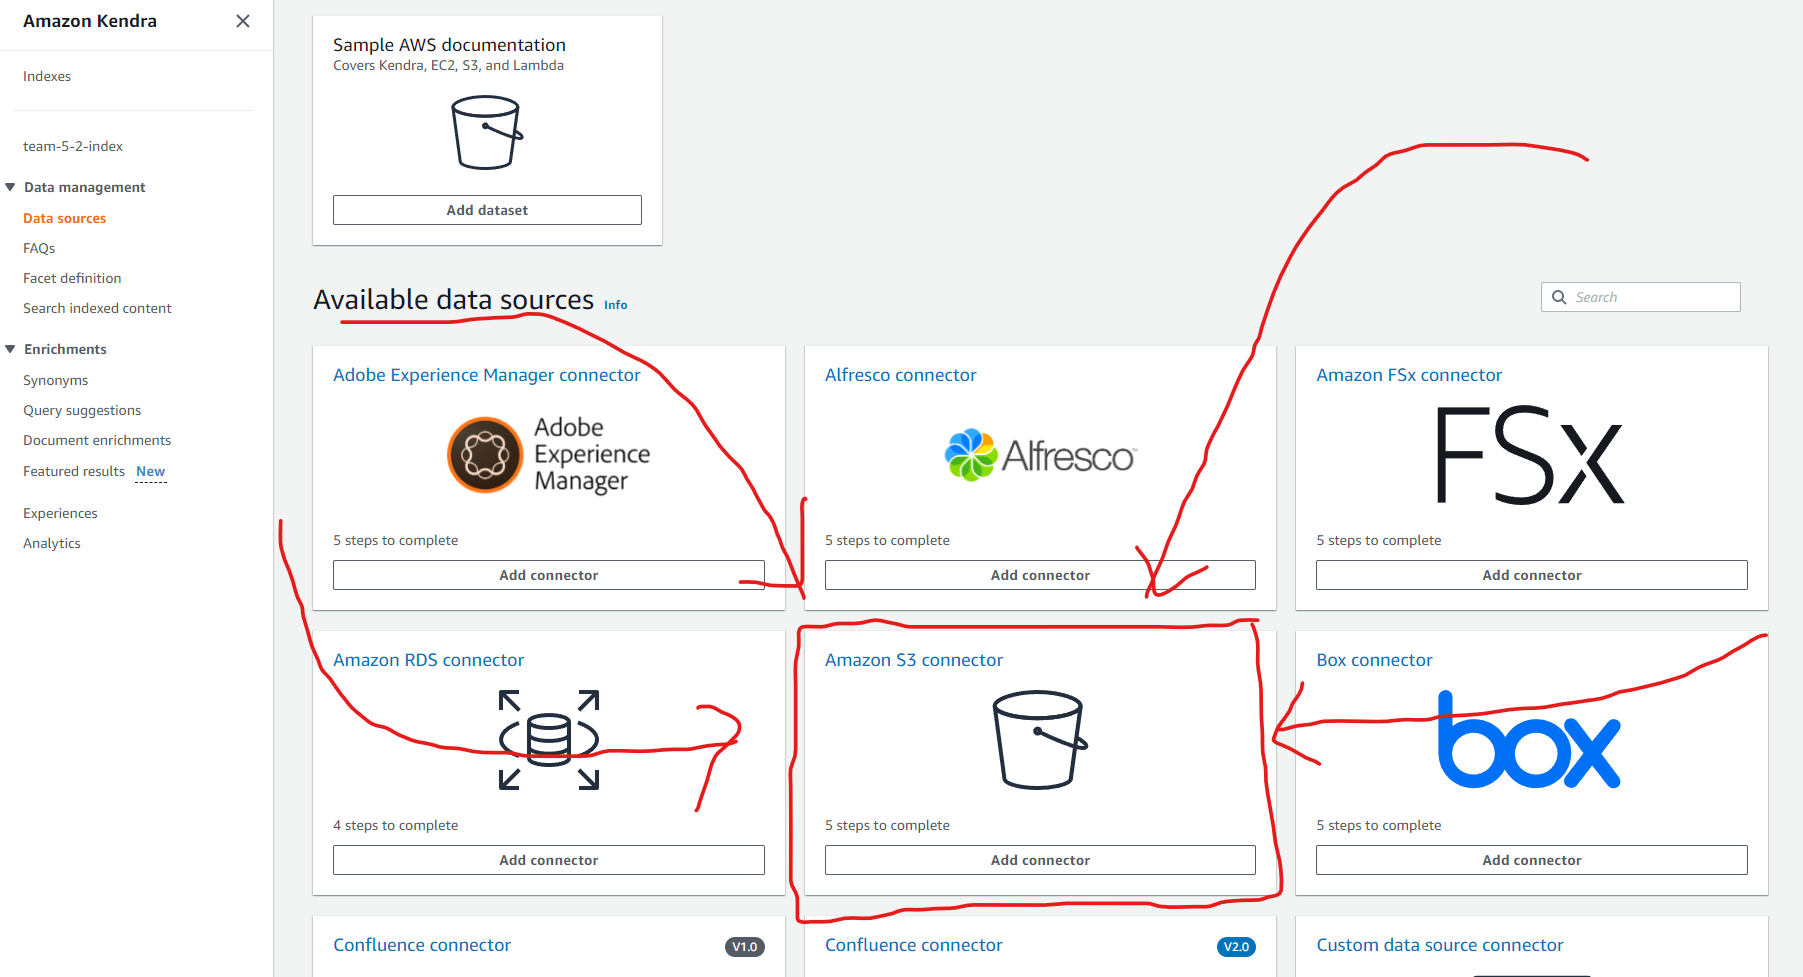 Amazon Kendra
Indexes
team-5-2-index
Data management
Data sources
FAQs
Facet definition
Search indexed content
Enrichments
Synonyms
Query suggestions
Document enrichments
Featured results New
Experiences
Analytics
Sample AWS documentation
Covers Kendra, EC2, S3, and Lambda
Add dataset
Available data sources Info
Search
Adobe Experience Manager connector
Adobe
Experience
Manager
5 steps to complete
Add connector
Alfresco connector
Alfresco
5 steps to complete
Add connector
Amazon FSx connector
FSx
5 steps to complete
Add connector
Amazon RDS connector
4 steps to complete
Add connector
Amazon S3 connector
5 steps to complete
Add connector
Box connector
box
5 steps to complete
Add connector
Confluence connector V1.0
Confluence connector V2.0
Custom data source connector